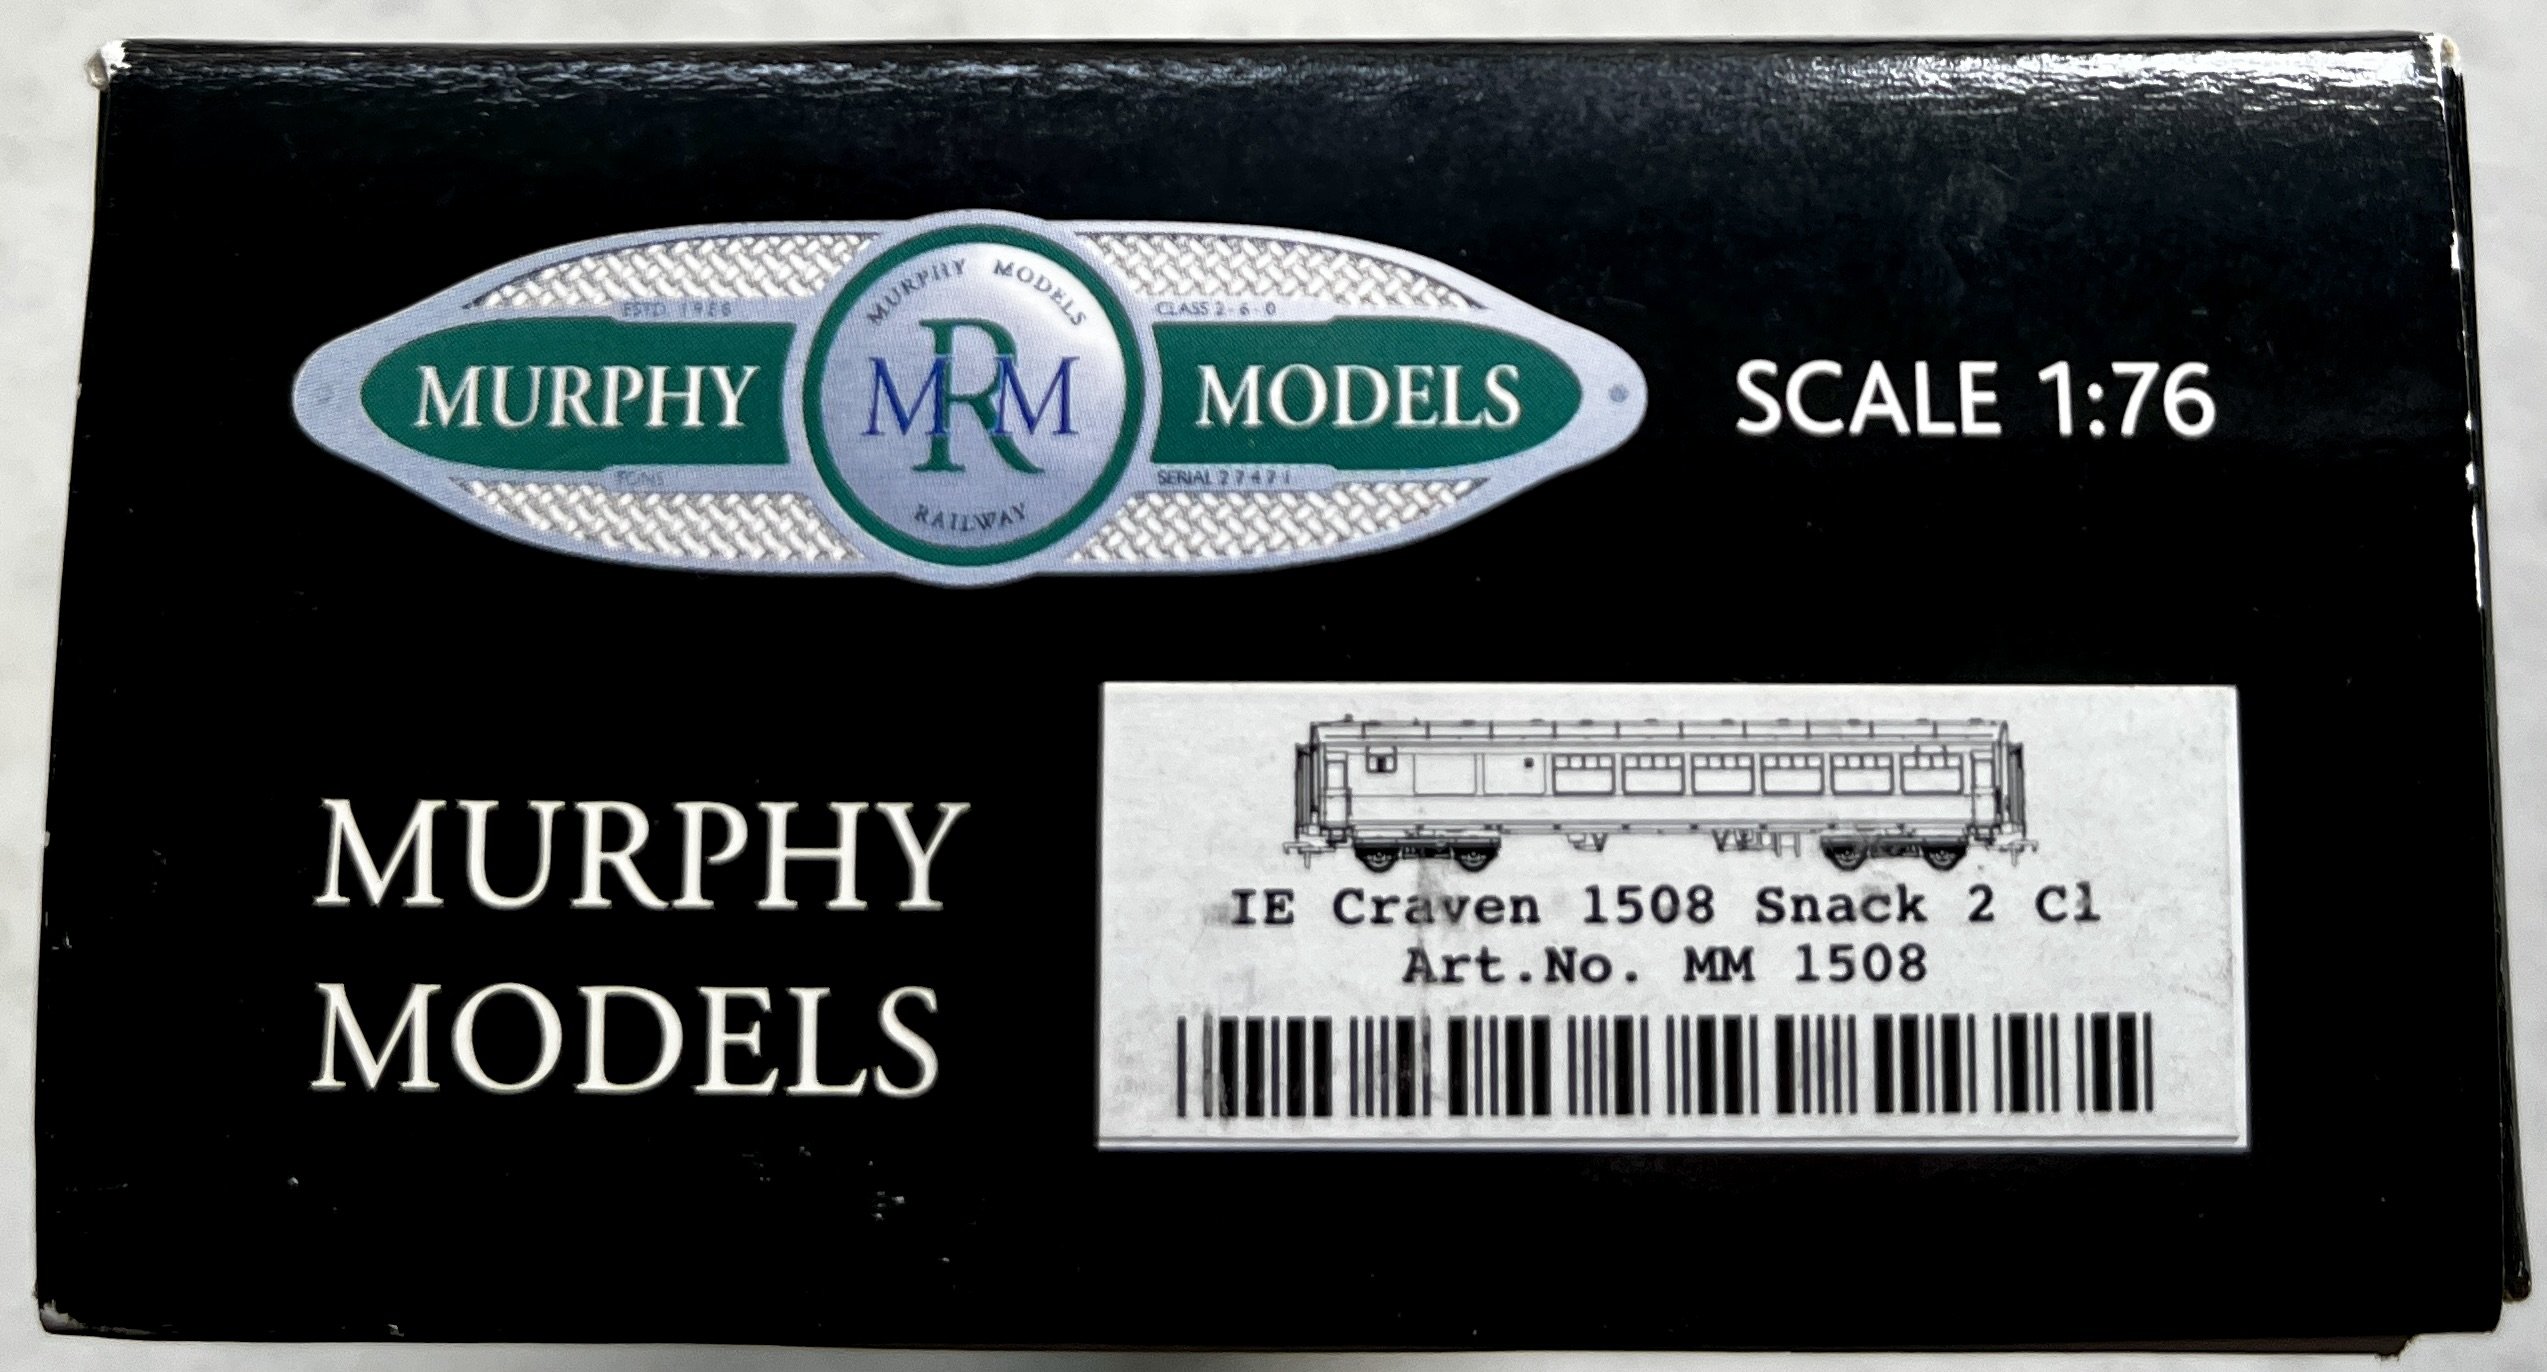 MURPHY MODELS
ESTD. 1988
CLASS 2-6-0
MURPHY MRM MODELS
SCALE 1:76
TONS
SERIAL 27471
RAILWAY
MURPHY
MODELS
IE Craven 1508 Snack 2 Cl
Art.No. MM 1508